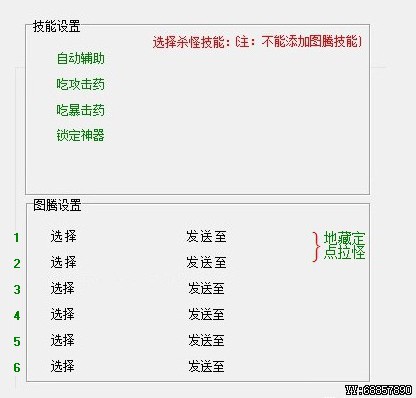 技能设置
选择杀怪技能：(注：不能添加图腾技能)
自动辅助
吃攻击药
吃暴击药
锁定神器
图腾设置
1 选择 发送至
地藏定
点拉怪
2 选择 发送至
3 选择 发送至
4 选择 发送至
5 选择 发送至
6 选择 发送至
YY:68857890